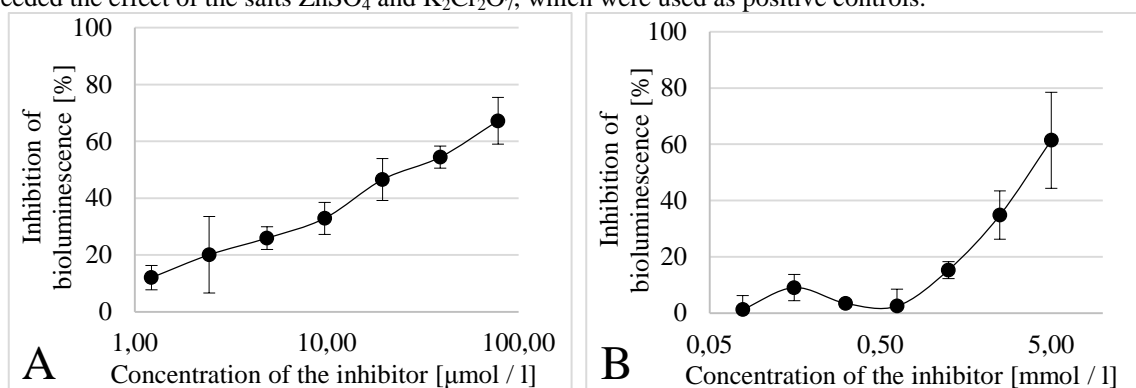 ceeded the effect of the salts ZnSO4 and K2Cr2O7, which were used as positive controls.
100
80
60
40
20
0
Inhibition of
bioluminescence [%]
1,00 10,00 100,00
A Concentration of the inhibitor [µmol / l]
100
80
60
40
20
0
Inhibition of
bioluminescence [%]
0,05 0,50 5,00
B Concentration of the inhibitor [mmol / l]